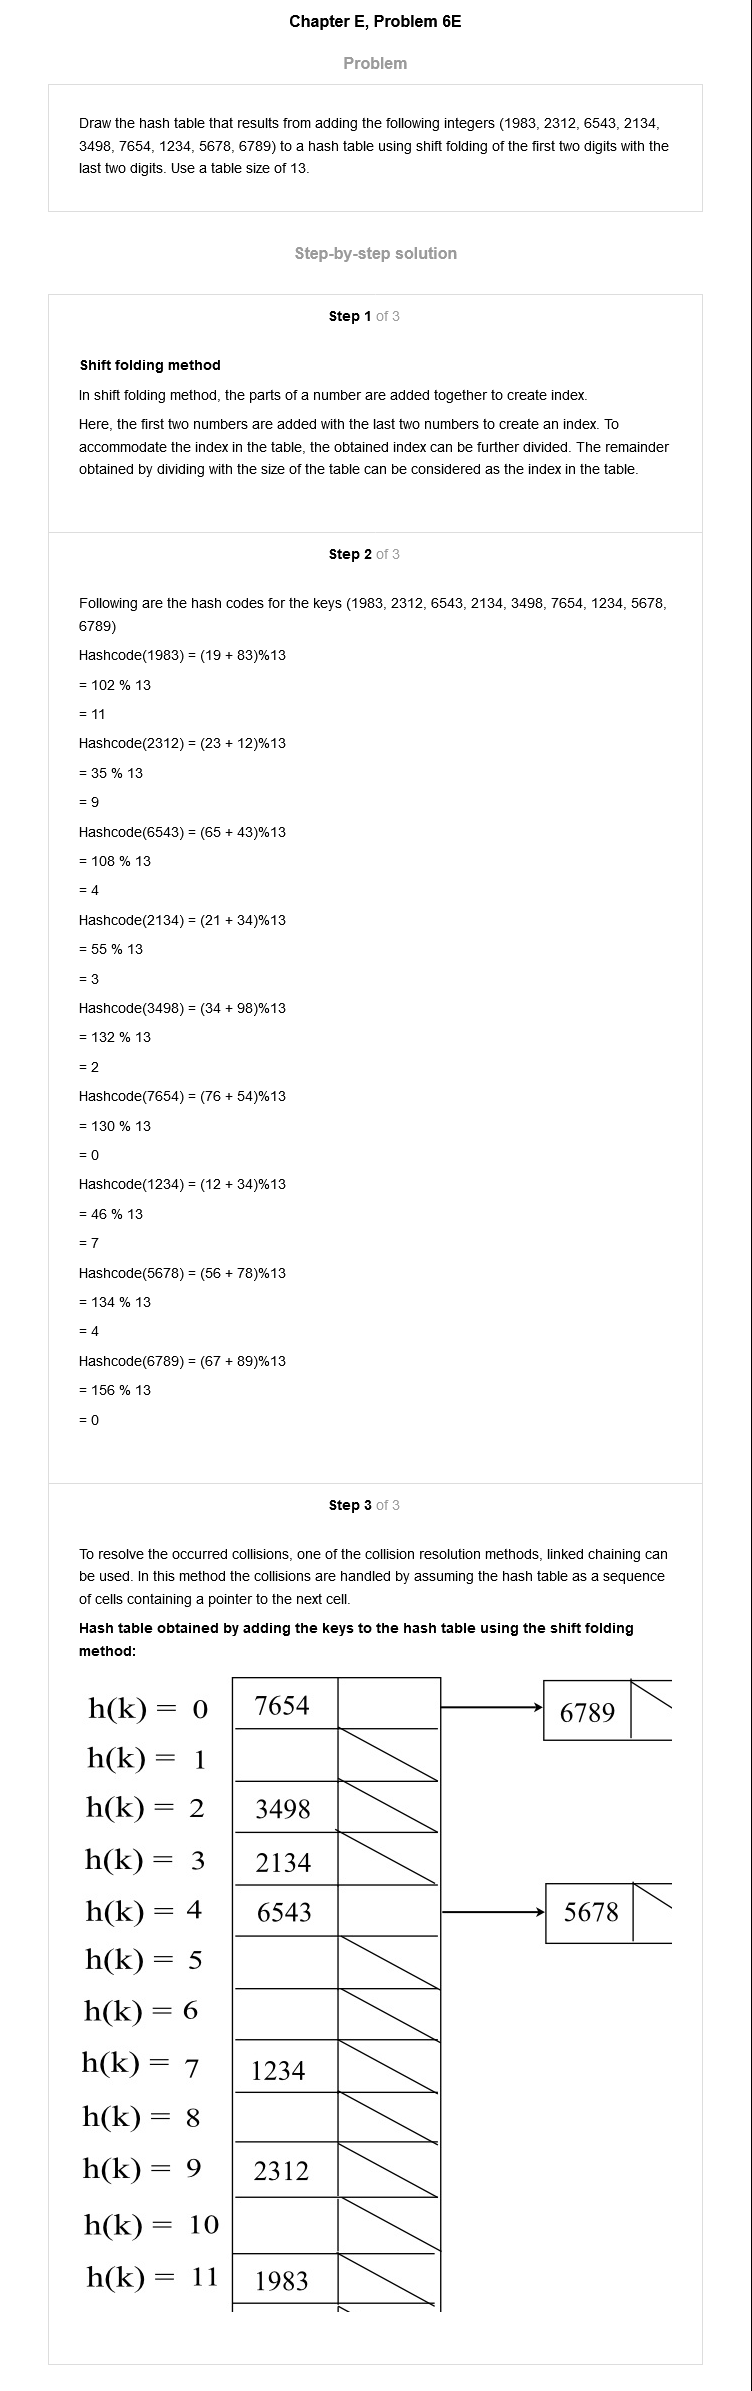 Chapter E, Problem 6E
Problem
Draw the hash table that results from adding the following integers (1983, 2312, 6543, 2134,
3498, 7654, 1234, 5678, 6789) to a hash table using shift folding of the first two digits with the
last two digits. Use a table size of 13.
Step-by-step solution
Step 1 of 3
Shift folding method
In shift folding method, the parts of a number are added together to create index.
Here, the first two numbers are added with the last two numbers to create an index. To
accommodate the index in the table, the obtained index can be further divided. The remainder
obtained by dividing with the size of the table can be considered as the index in the table.
Step 2 of 3
Following are the hash codes for the keys (1983, 2312, 6543, 2134, 3498, 7654, 1234, 5678,
6789)
Hashcode(1983) = (19 + 83)%13
= 102 % 13
= 11
Hashcode(2312) = (23 + 12)%13
= 35 % 13
= 9
Hashcode(6543) = (65 + 43)%13
= 108 % 13
= 4
Hashcode(2134) = (21 + 34)%13
= 55 % 13
= 3
Hashcode(3498) = (34 + 98)%13
= 132 % 13
= 2
Hashcode(7654) = (76 + 54)%13
= 130 % 13
= 0
Hashcode(1234) = (12 + 34)%13
= 46 % 13
= 7
Hashcode(5678) = (56 + 78)%13
= 134 % 13
= 4
Hashcode(6789) = (67 + 89)%13
= 156 % 13
= 0
Step 3 of 3
To resolve the occurred collisions, one of the collision resolution methods, linked chaining can
be used. In this method the collisions are handled by assuming the hash table as a sequence
of cells containing a pointer to the next cell.
Hash table obtained by adding the keys to the hash table using the shift folding
method:
h(k) = 0 7654 6789
h(k) = 1
h(k) = 2 3498
h(k) = 3 2134
h(k) = 4 6543 5678
h(k) = 5
h(k) = 6
h(k) = 7 1234
h(k) = 8
h(k) = 9 2312
h(k) = 10
h(k) = 11 1983